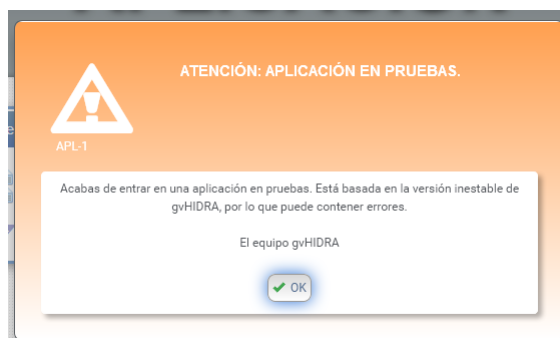 ATENCIÓN: APLICACIÓN EN PRUEBAS.
APL-1
Acabas de entrar en una aplicación en pruebas. Está basada en la versión inestable de
gvHIDRA, por lo que puede contener errores.
El equipo gvHIDRA
OK